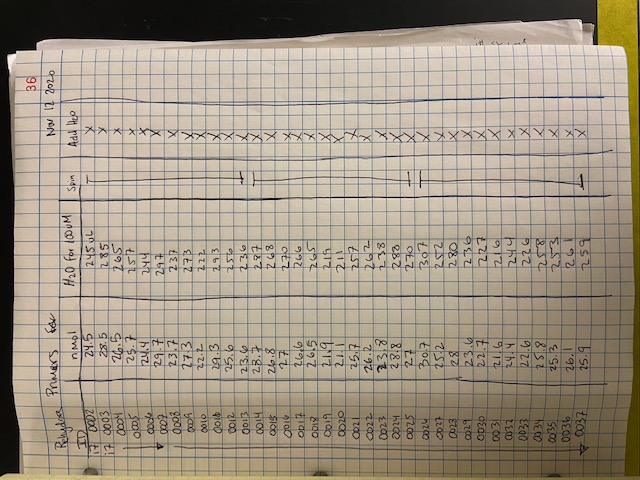 36
Rehydrate Primers for Nov 12 2020
ID nmol H2O for 100uM Spin Add H2O
i7 0002 24.5 245uL X
i7 0003 28.5 285 X
0004 26.5 265 X
0005 25.7 257 X
0006 24.4 244 X
0007 29.7 297 X
0008 23.7 237 X
0009 27.3 273 X
0010 22.2 222 X
0011 29.3 293 X
0012 25.6 256 X
0013 23.6 236 X
0014 28.7 287 X
0015 26.8 268 X
0016 27 270 X
0017 26.6 266 X
0018 26.5 265 X
0019 21.9 219 X
0020 21.1 211 X
0021 25.7 257 X
0022 26.2 262 X
0023 23.8 238 X
0024 28.8 288 X
0025 27 270 X
0026 30.7 307 X
0027 25.2 252 X
0028 28 280 X
0029 23.6 236 X
0030 22.7 227 X
0031 21.6 216 X
0032 24.4 244 X
0033 22.6 226 X
0034 25.8 258 X
0035 25.3 253 X
0036 26.1 261 X
0037 25.9 259 X